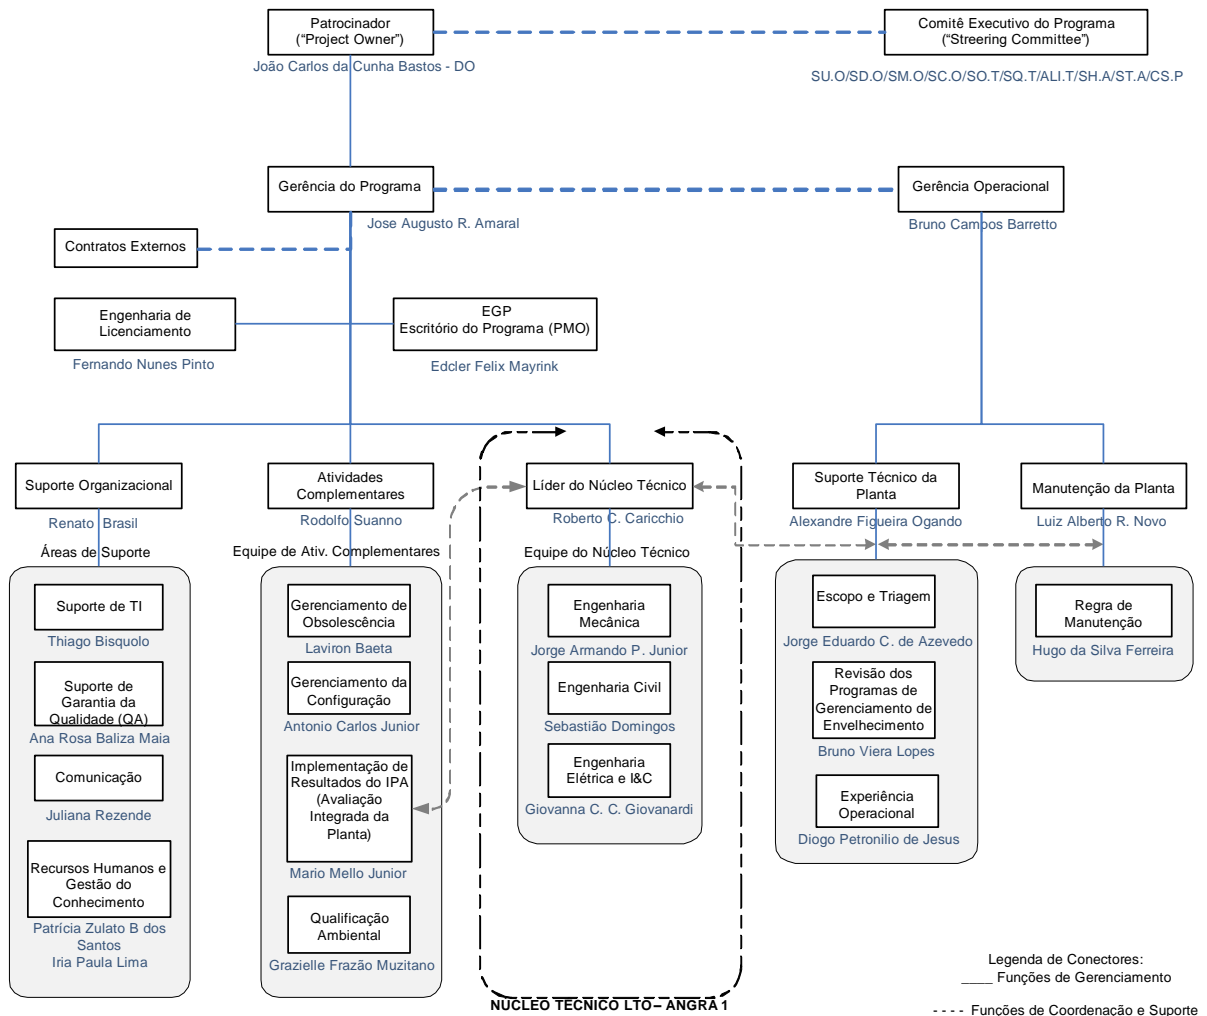 Patrocinador
(“Project Owner”)
João Carlos da Cunha Bastos - DO
Comitê Executivo do Programa
(“Streering Committee”)
SU.O/SD.O/SM.O/SC.O/SO.T/SQ.T/ALI.T/SH.A/ST.A/CS.P
Gerência do Programa
Jose Augusto R. Amaral
Gerência Operacional
Bruno Campos Barretto
Contratos Externos
Engenharia de
Licenciamento
Fernando Nunes Pinto
EGP
Escritório do Programa (PMO)
Edcler Felix Mayrink
Suporte Organizacional
Renato Brasil
Áreas de Suporte
Suporte de TI
Thiago Bisquolo
Suporte de
Garantia da
Qualidade (QA)
Ana Rosa Baliza Maia
Comunicação
Juliana Rezende
Recursos Humanos e
Gestão do
Conhecimento
Patrícia Zulato B dos
Santos
Iria Paula Lima
Atividades
Complementares
Rodolfo Suanno
Equipe de Ativ. Complementares
Gerenciamento de
Obsolescência
Laviron Baeta
Gerenciamento da
Configuração
Antonio Carlos Junior
Implementação de
Resultados do IPA
(Avaliação
Integrada da
Planta)
Mario Mello Junior
Qualificação
Ambiental
Grazielle Frazão Muzitano
Líder do Núcleo Técnico
Roberto C. Caricchio
Equipe do Núcleo Técnico
Engenharia
Mecânica
Jorge Armando P. Junior
Engenharia Civil
Sebastião Domingos
Engenharia
Elétrica e I&C
Giovanna C. C. Giovanardi
NÚCLEO TÉCNICO LTO – ANGRA 1
Suporte Técnico da
Planta
Alexandre Figueira Ogando
Escopo e Triagem
Jorge Eduardo C. de Azevedo
Revisão dos
Programas de
Gerenciamento de
Envelhecimento
Bruno Viera Lopes
Experiência
Operacional
Diogo Petronilio de Jesus
Manutenção da Planta
Luiz Alberto R. Novo
Regra de
Manutenção
Hugo da Silva Ferreira
Legenda de Conectores:
____ Funções de Gerenciamento
- - - - Funções de Coordenação e Suporte